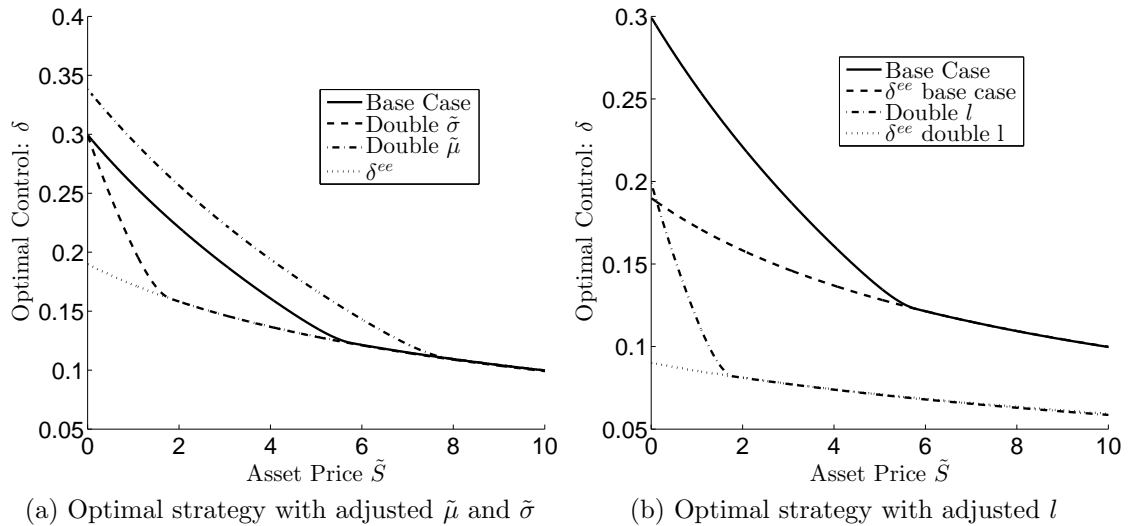 0.4
0.35
0.3
0.25
0.2
0.15
0.1
0.05
Optimal Control: δ
0 2 4 6 8 10
Asset Price S̃
Base Case
Double σ̃
Double μ̃
δᵉᵉ
(a) Optimal strategy with adjusted μ̃ and σ̃
0.3
0.25
0.2
0.15
0.1
0.05
Optimal Control: δ
0 2 4 6 8 10
Asset Price S̃
Base Case
δᵉᵉ base case
Double l
δᵉᵉ double l
(b) Optimal strategy with adjusted l